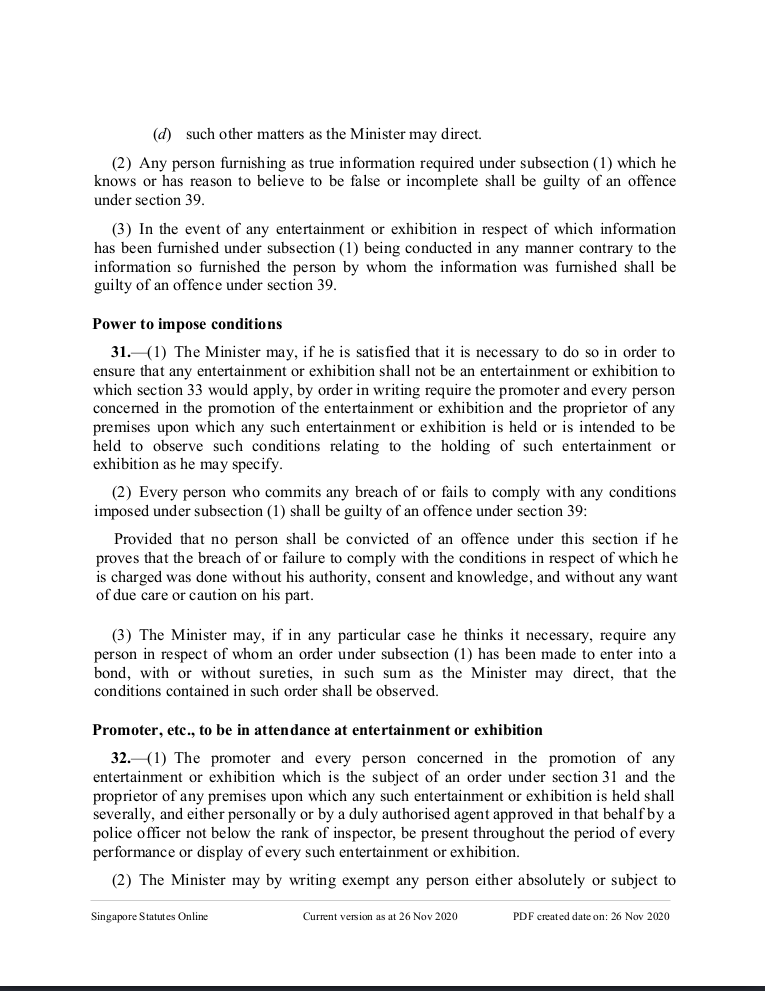 (d) such other matters as the Minister may direct.
(2) Any person furnishing as true information required under subsection (1) which he
knows or has reason to believe to be false or incomplete shall be guilty of an offence
under section 39.
(3) In the event of any entertainment or exhibition in respect of which information
has been furnished under subsection (1) being conducted in any manner contrary to the
information so furnished the person by whom the information was furnished shall be
guilty of an offence under section 39.
Power to impose conditions
31.—(1) The Minister may, if he is satisfied that it is necessary to do so in order to
ensure that any entertainment or exhibition shall not be an entertainment or exhibition to
which section 33 would apply, by order in writing require the promoter and every person
concerned in the promotion of the entertainment or exhibition and the proprietor of any
premises upon which any such entertainment or exhibition is held or is intended to be
held to observe such conditions relating to the holding of such entertainment or
exhibition as he may specify.
(2) Every person who commits any breach of or fails to comply with any conditions
imposed under subsection (1) shall be guilty of an offence under section 39:
Provided that no person shall be convicted of an offence under this section if he
proves that the breach of or failure to comply with the conditions in respect of which he
is charged was done without his authority, consent and knowledge, and without any want
of due care or caution on his part.
(3) The Minister may, if in any particular case he thinks it necessary, require any
person in respect of whom an order under subsection (1) has been made to enter into a
bond, with or without sureties, in such sum as the Minister may direct, that the
conditions contained in such order shall be observed.
Promoter, etc., to be in attendance at entertainment or exhibition
32.—(1) The promoter and every person concerned in the promotion of any
entertainment or exhibition which is the subject of an order under section 31 and the
proprietor of any premises upon which any such entertainment or exhibition is held shall
severally, and either personally or by a duly authorised agent approved in that behalf by a
police officer not below the rank of inspector, be present throughout the period of every
performance or display of every such entertainment or exhibition.
(2) The Minister may by writing exempt any person either absolutely or subject to
Singapore Statutes Online Current version as at 26 Nov 2020 PDF created date on: 26 Nov 2020